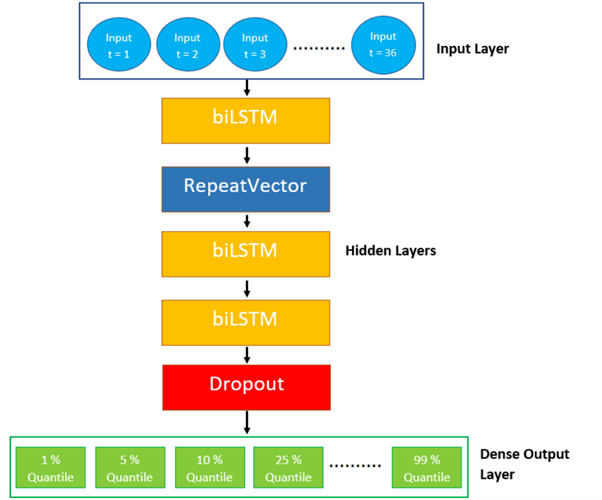 Input Input Input ·········· Input
t = 1 t = 2 t = 3 t = 36
Input Layer
biLSTM
RepeatVector
biLSTM
Hidden Layers
biLSTM
Dropout
1 % 5 % 10 % 25 % ·········· 99 %
Quantile Quantile Quantile Quantile Quantile
Dense Output
Layer